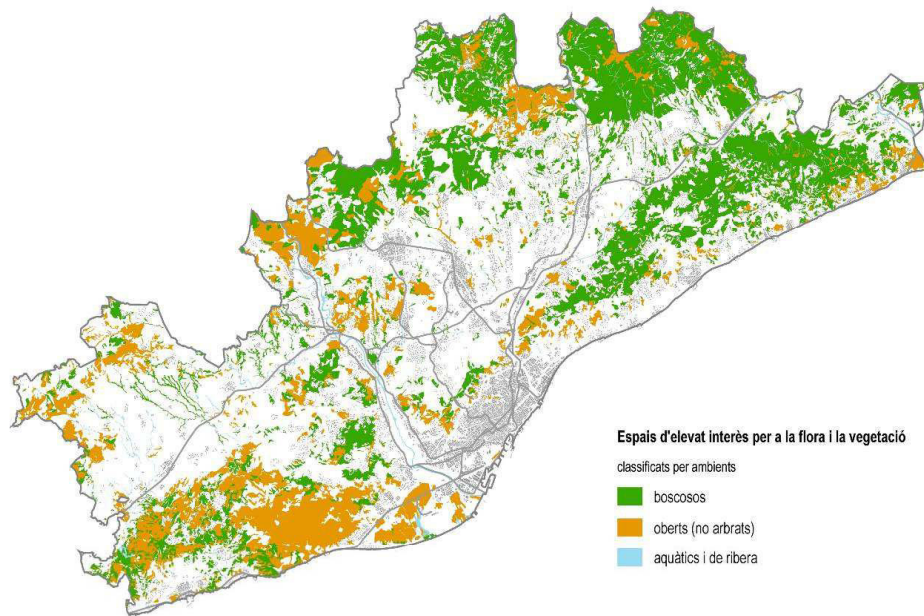 Espais d'elevat interès per a la flora i la vegetació
classificats per ambients
boscosos
oberts (no arbrats)
aquàtics i de ribera